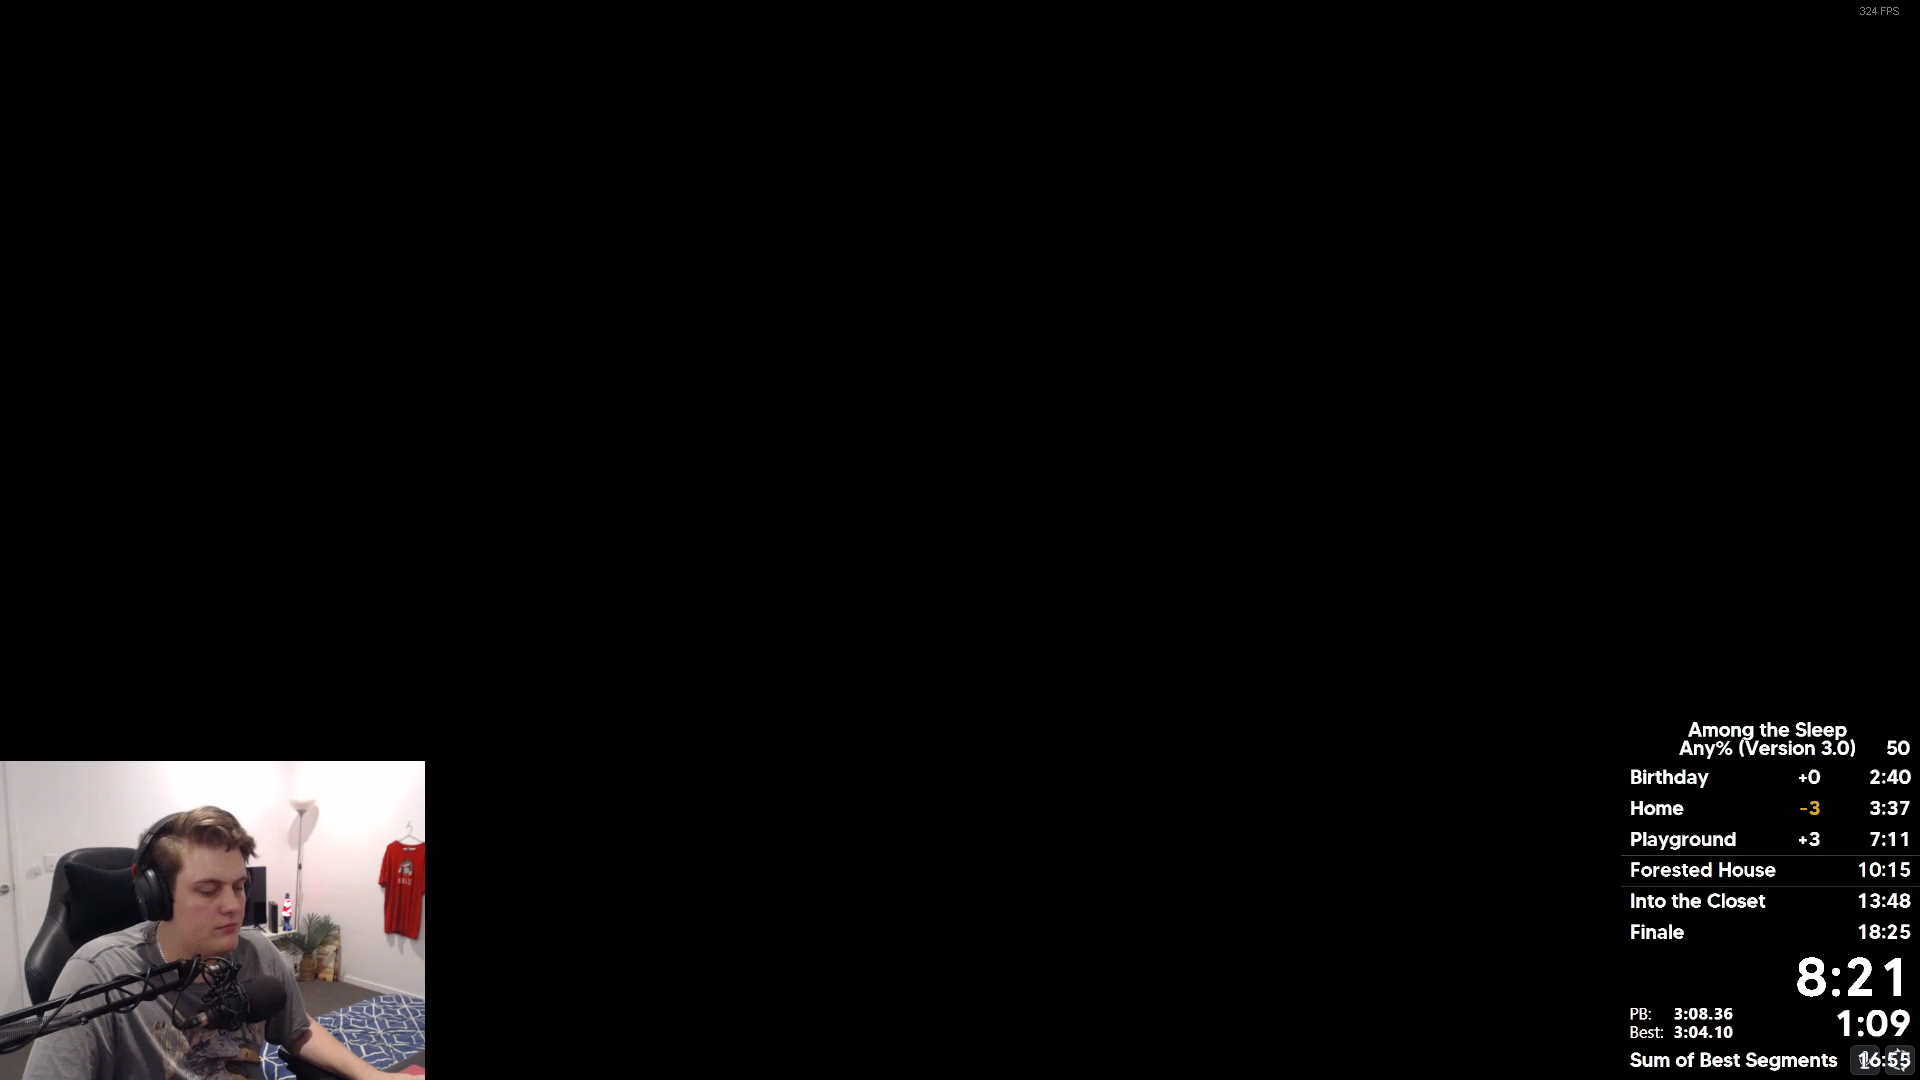 324 FPS
Among the Sleep
Any% (Version 3.0) 50
Birthday +0 2:40
Home -3 3:37
Playground +3 7:11
Forested House 10:15
Into the Closet 13:48
Finale 18:25
8:21
PB: 3:08.36
1:09
Best: 3:04.10
Sum of Best Segments 16:55